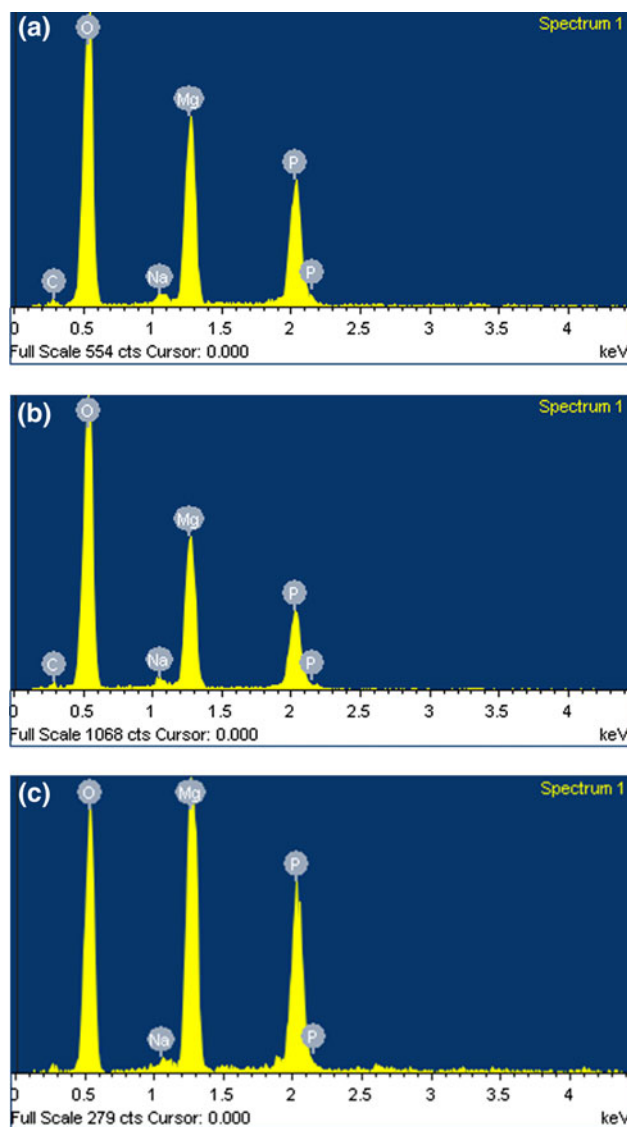 (a) Spectrum 1
O
Mg
P
C Na P
0 0.5 1 1.5 2 2.5 3 3.5 4
Full Scale 554 cts Cursor: 0.000 keV
(b) Spectrum 1
O
Mg
P
C Na P
0 0.5 1 1.5 2 2.5 3 3.5 4
Full Scale 1068 cts Cursor: 0.000 keV
(c) Spectrum 1
O Mg
P
Na P
0 0.5 1 1.5 2 2.5 3 3.5 4
Full Scale 279 cts Cursor: 0.000 keV